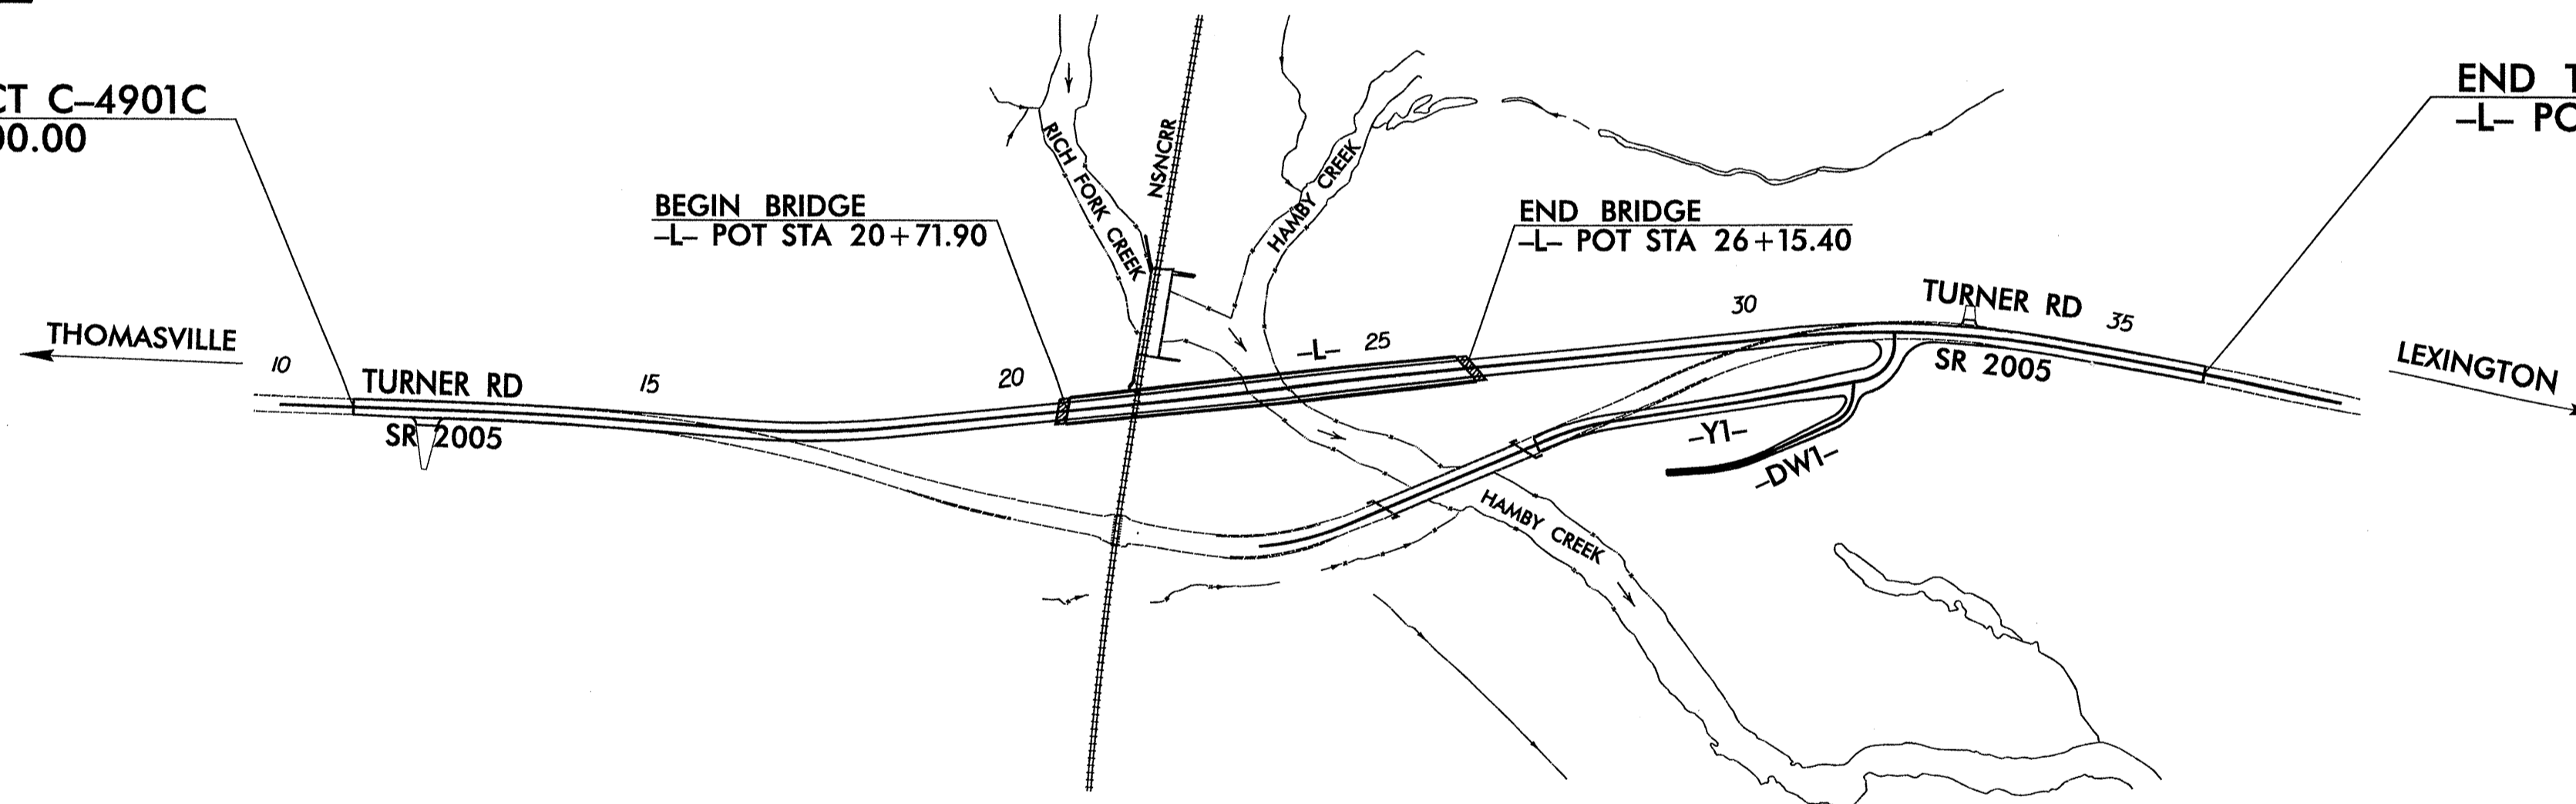 CT C–4901C
00.00
END T
–L– PO
RICH FORK CREEK
NS/NCRR
HAMBY CREEK
BEGIN BRIDGE
–L– POT STA 20+71.90
END BRIDGE
–L– POT STA 26+15.40
THOMASVILLE
10
TURNER RD
SR 2005
15
20
–L–
25
30
TURNER RD
35
SR 2005
LEXINGTON
–Y1–
–DW1–
HAMBY CREEK